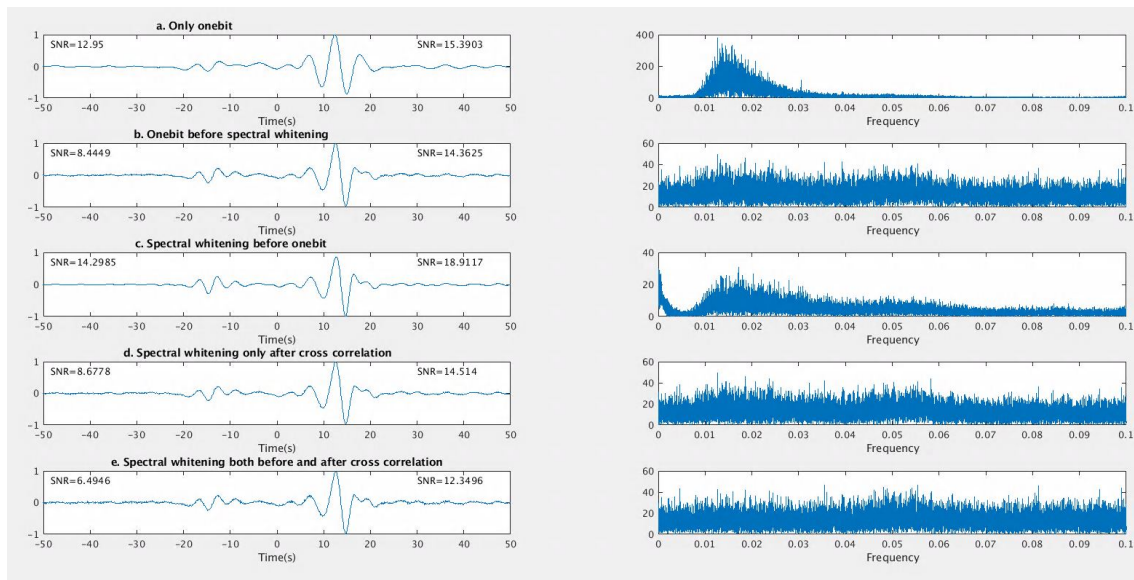 a. Only onebit
SNR=12.95
SNR=15.3903
1
0
-1
-50 -40 -30 -20 -10 0 10 20 30 40 50
Time(s)
400
200
0
0 0.01 0.02 0.03 0.04 0.05 0.06 0.07 0.08 0.09 0.1
Frequency
b. Onebit before spectral whitening
SNR=8.4449
SNR=14.3625
1
0
-1
-50 -40 -30 -20 -10 0 10 20 30 40 50
Time(s)
60
40
20
0
0 0.01 0.02 0.03 0.04 0.05 0.06 0.07 0.08 0.09 0.1
Frequency
c. Spectral whitening before onebit
SNR=14.2985
SNR=18.9117
1
0
-1
-50 -40 -30 -20 -10 0 10 20 30 40 50
Time(s)
40
20
0
0 0.01 0.02 0.03 0.04 0.05 0.06 0.07 0.08 0.09 0.1
Frequency
d. Spectral whitening only after cross correlation
SNR=8.6778
SNR=14.514
1
0
-1
-50 -40 -30 -20 -10 0 10 20 30 40 50
Time(s)
60
40
20
0
0 0.01 0.02 0.03 0.04 0.05 0.06 0.07 0.08 0.09 0.1
Frequency
e. Spectral whitening both before and after cross correlation
SNR=6.4946
SNR=12.3496
1
0
-1
-50 -40 -30 -20 -10 0 10 20 30 40 50
Time(s)
60
40
20
0
0 0.01 0.02 0.03 0.04 0.05 0.06 0.07 0.08 0.09 0.1
Frequency